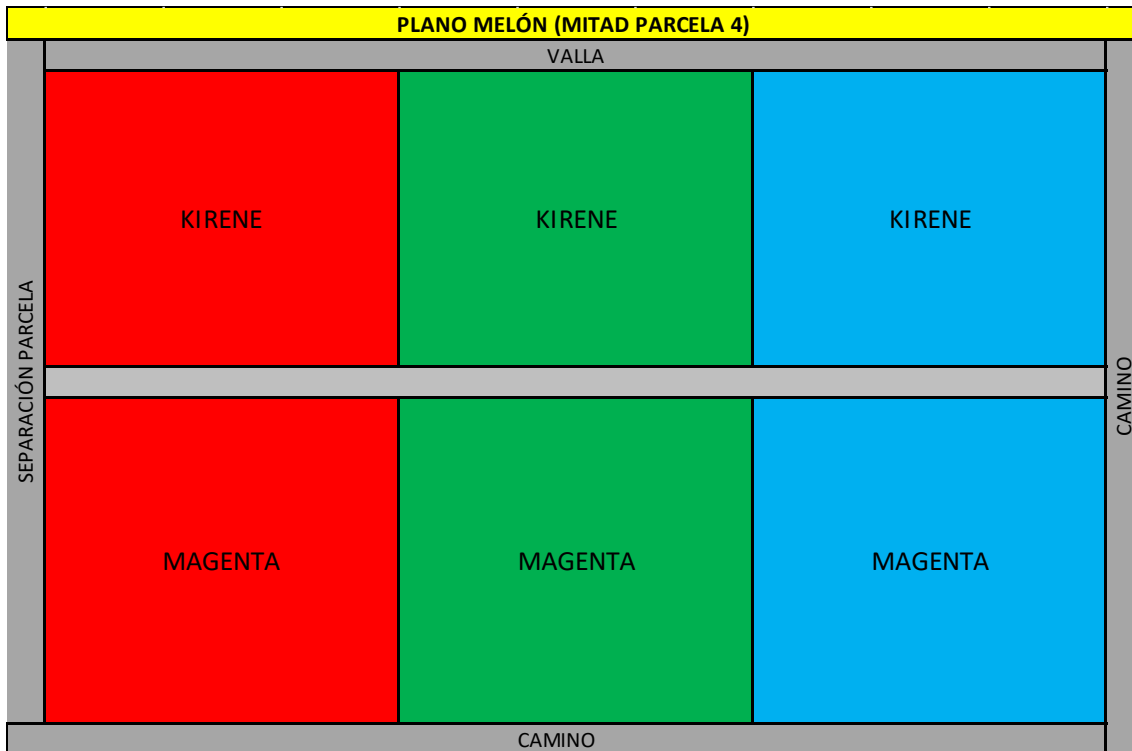 PLANO MELÓN (MITAD PARCELA 4)
VALLA
KIRENE
KIRENE
KIRENE
SEPARACIÓN PARCELA
CAMINO
MAGENTA
MAGENTA
MAGENTA
CAMINO